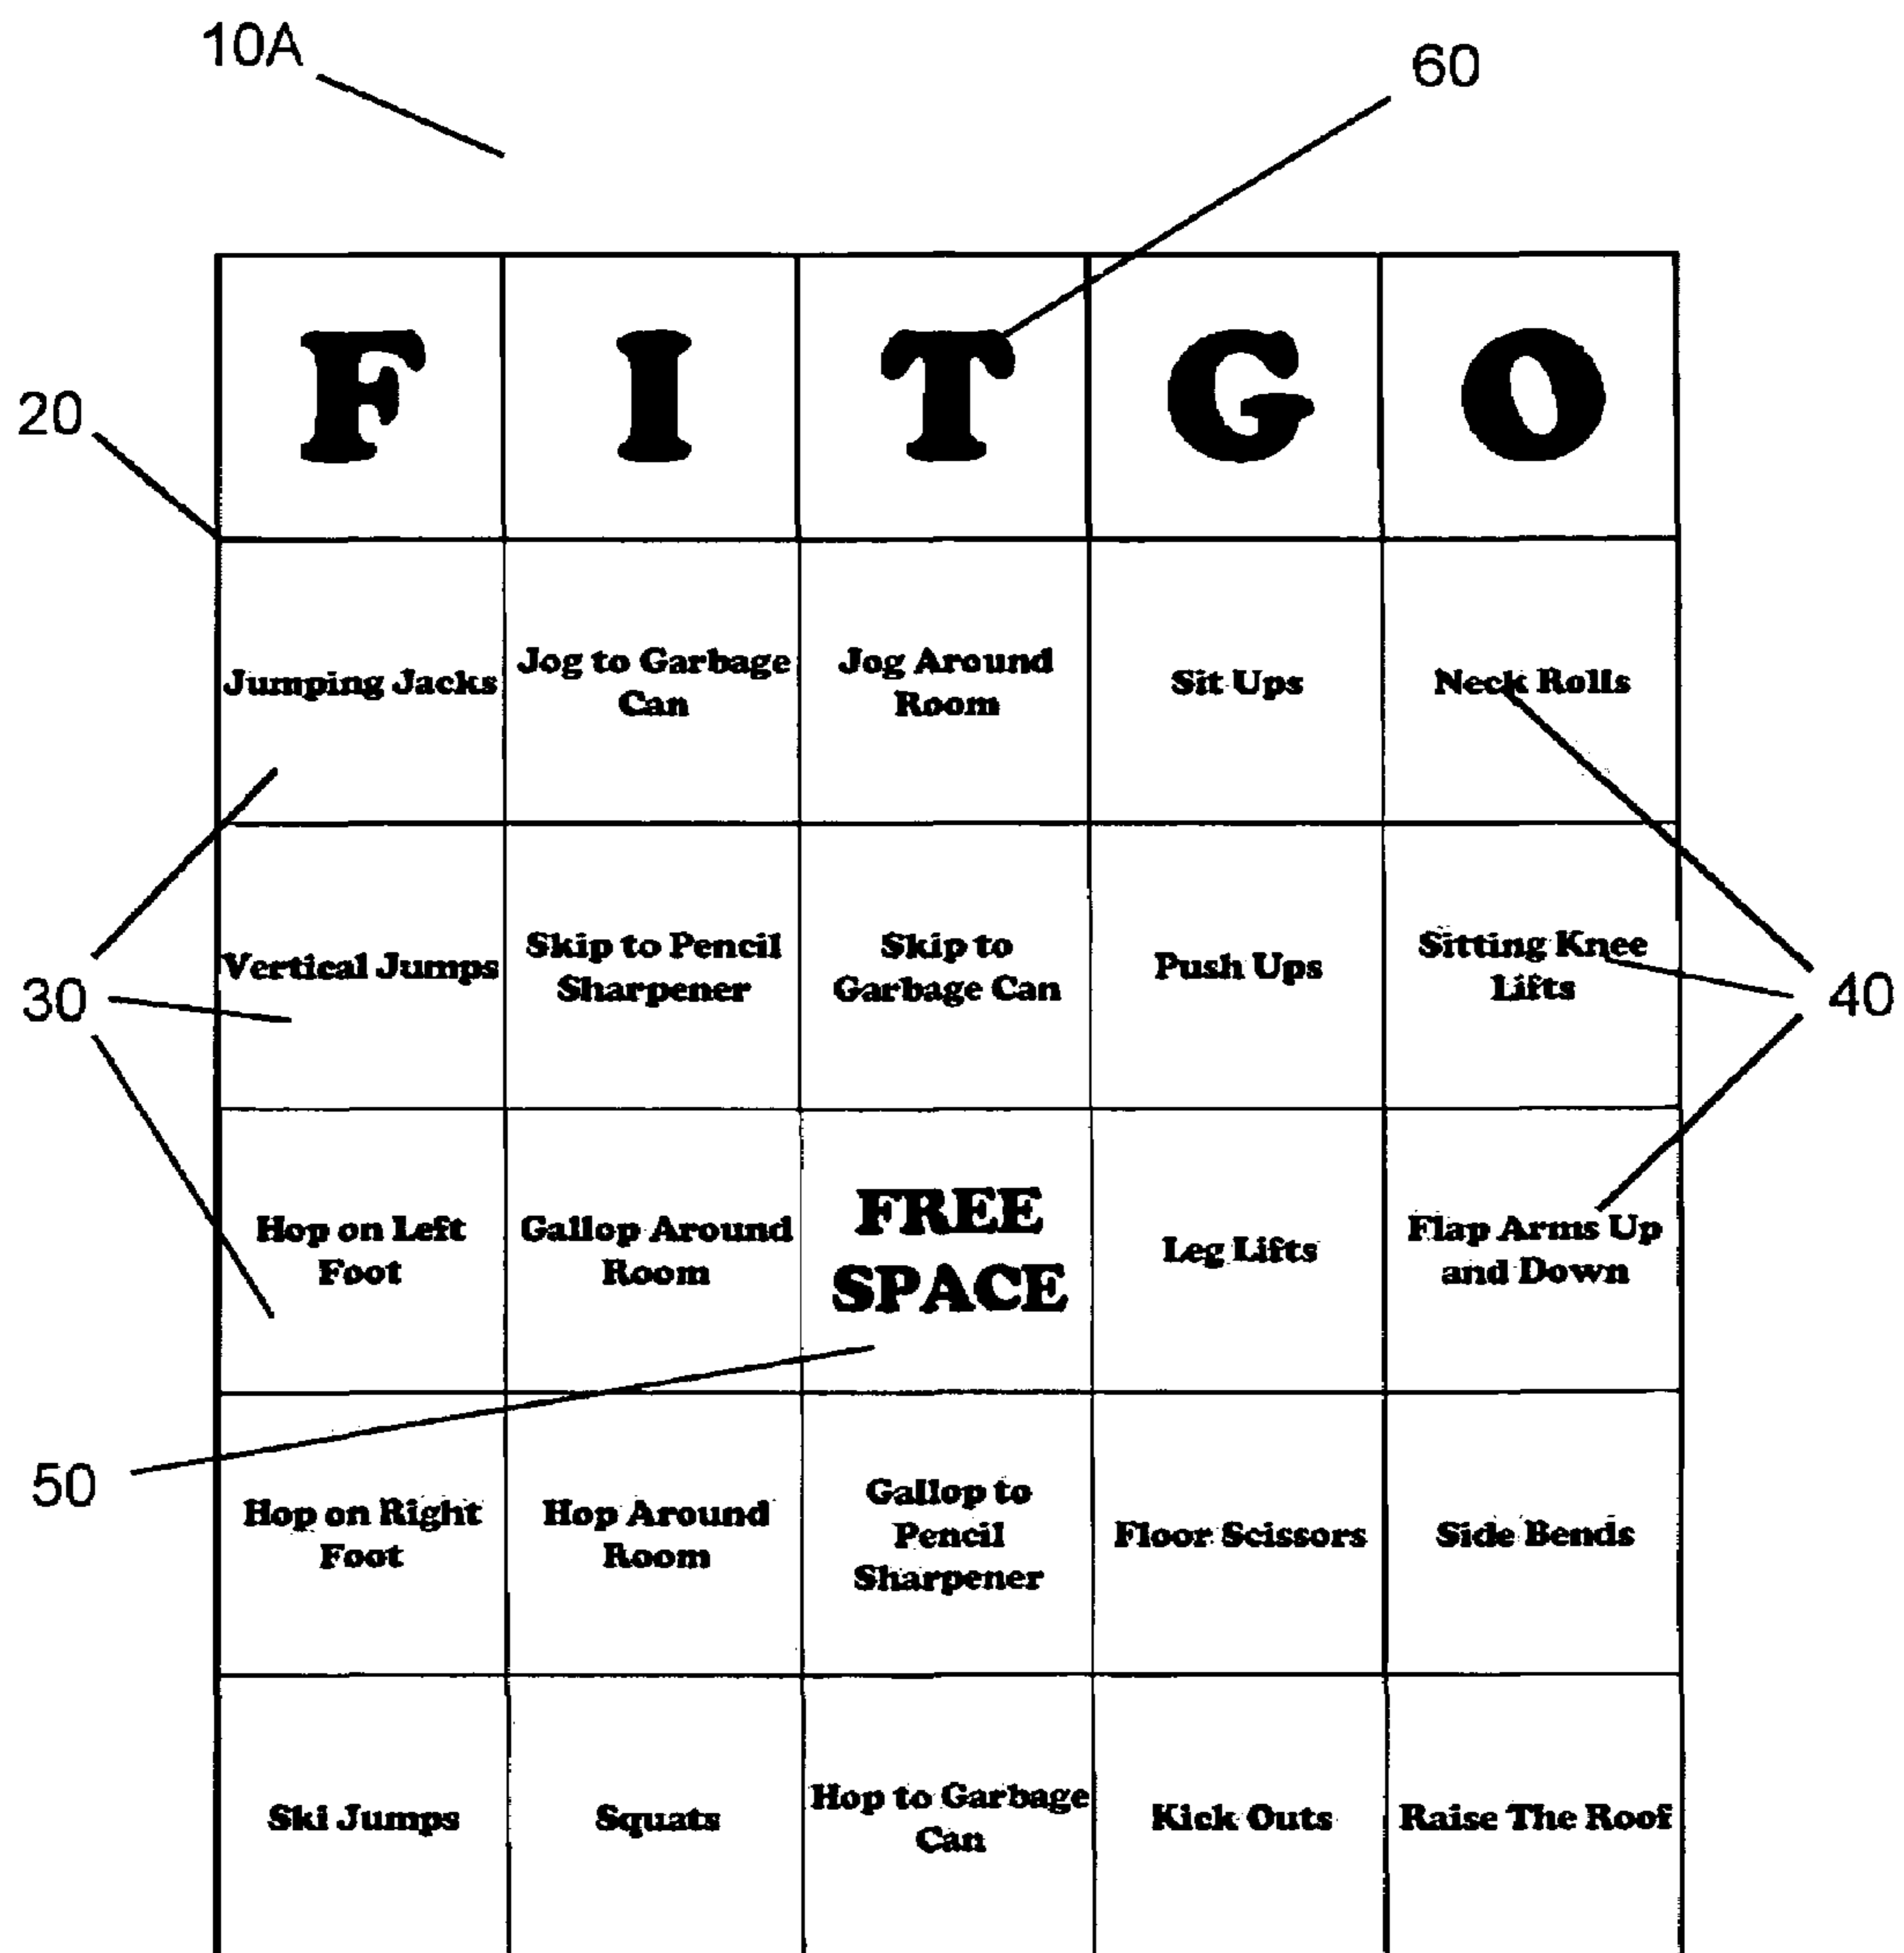 10A
60
F I T G O
20
Jumping Jacks
Jog to Garbage
Can
Jog Around
Room
Sit Ups
Neck Rolls
Vertical Jumps
Skip to Pencil
Sharpener
Skip to
Garbage Can
Push Ups
Sitting Knee
Lifts
30
40
Hop on Left
Foot
Gallop Around
Room
FREE
SPACE
Leg Lifts
Flap Arms Up
and Down
50
Hop on Right
Foot
Hop Around
Room
Gallop to
Pencil
Sharpener
Floor Scissors
Side Bends
Ski Jumps
Squats
Hop to Garbage
Can
Kick Outs
Raise The Roof